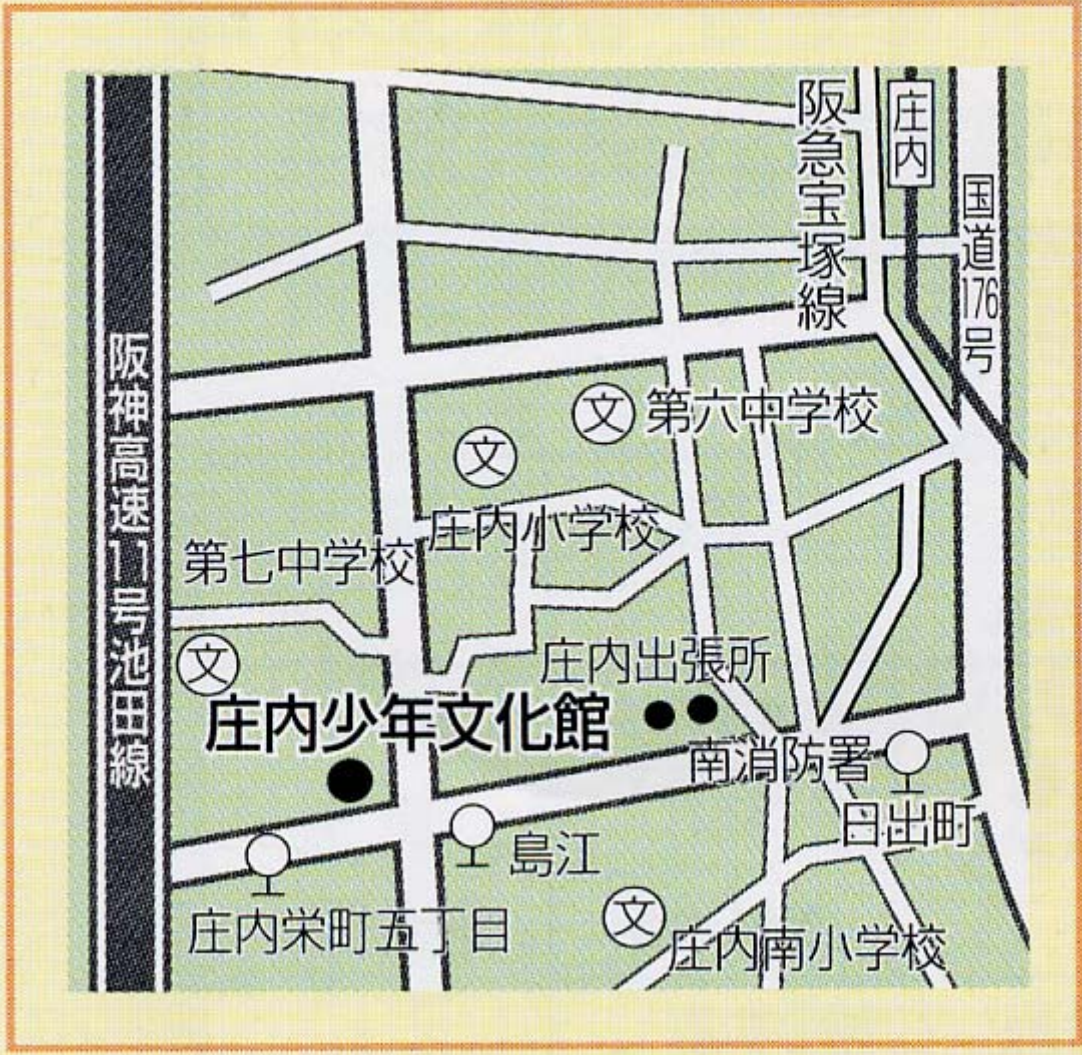 阪急宝塚線
庄内
国道176号
阪神高速11号池田線
文
第六中学校
文
庄内小学校
第七中学校
文
庄内出張所
庄内少年文化館
南消防署
日出町
島江
庄内栄町五丁目
文
庄内南小学校